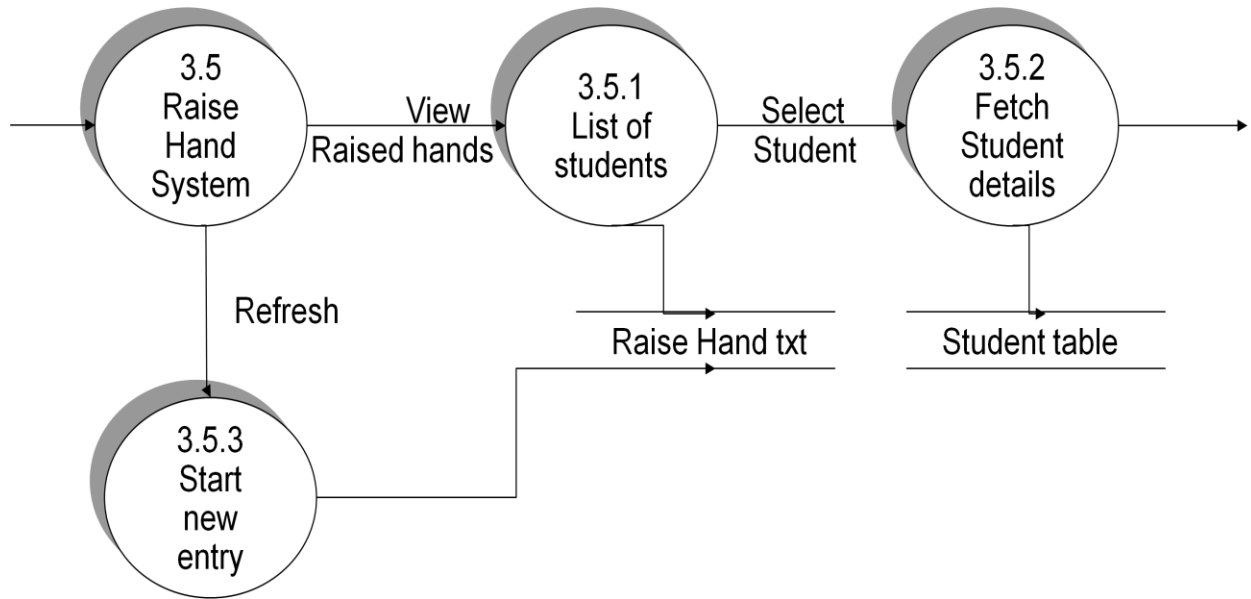 3.5
Raise
Hand
System
View
Raised hands
3.5.1
List of
students
Select
Student
3.5.2
Fetch
Student
details
Refresh
Raise Hand txt
Student table
3.5.3
Start
new
entry